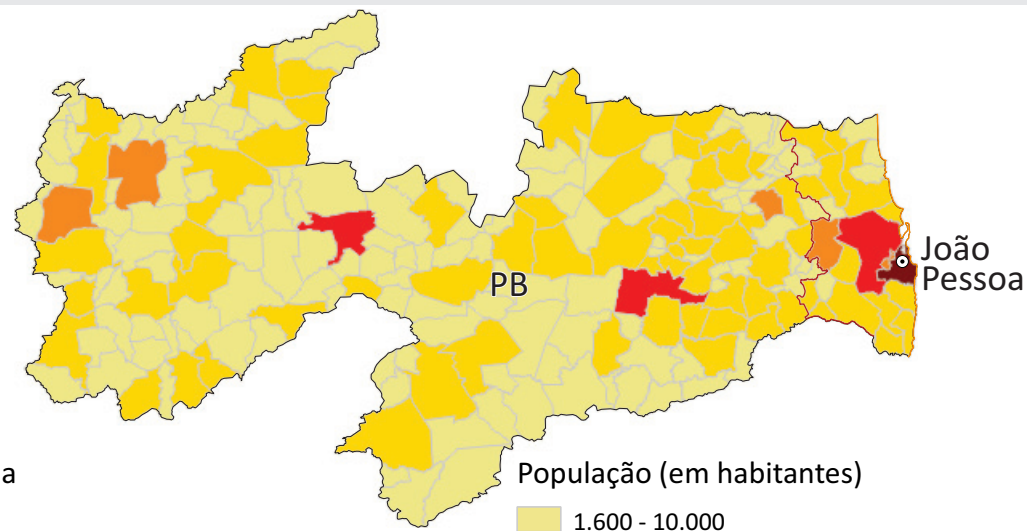 João
Pessoa
PB
a
População (em habitantes)
1.600 - 10.000